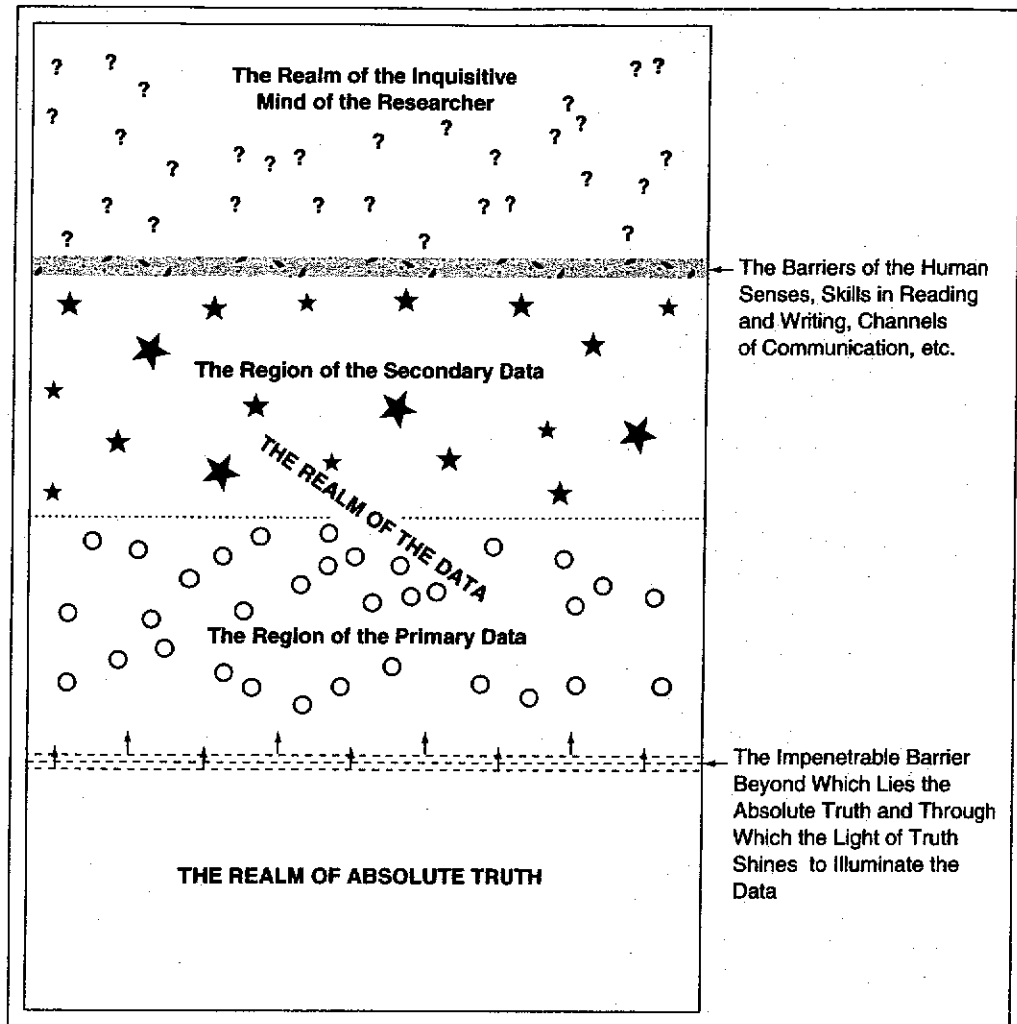 The Realm of the Inquisitive
Mind of the Researcher
? ? ? ? ? ? ? ? ? ? ? ? ? ? ? ? ? ? ? ? ? ? ? ? ? ? ? ? ?
The Barriers of the Human
Senses, Skills in Reading
and Writing, Channels
of Communication, etc.
The Region of the Secondary Data
THE REALM OF THE DATA
The Region of the Primary Data
The Impenetrable Barrier
Beyond Which Lies the
Absolute Truth and Through
Which the Light of Truth
Shines to Illuminate the
Data
THE REALM OF ABSOLUTE TRUTH